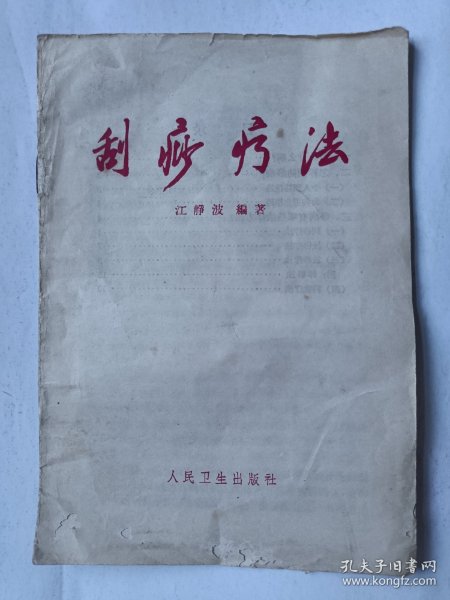 刮痧疗法
江静波 編著
人民卫生出版社
孔夫子旧书网
www.kongfz.com